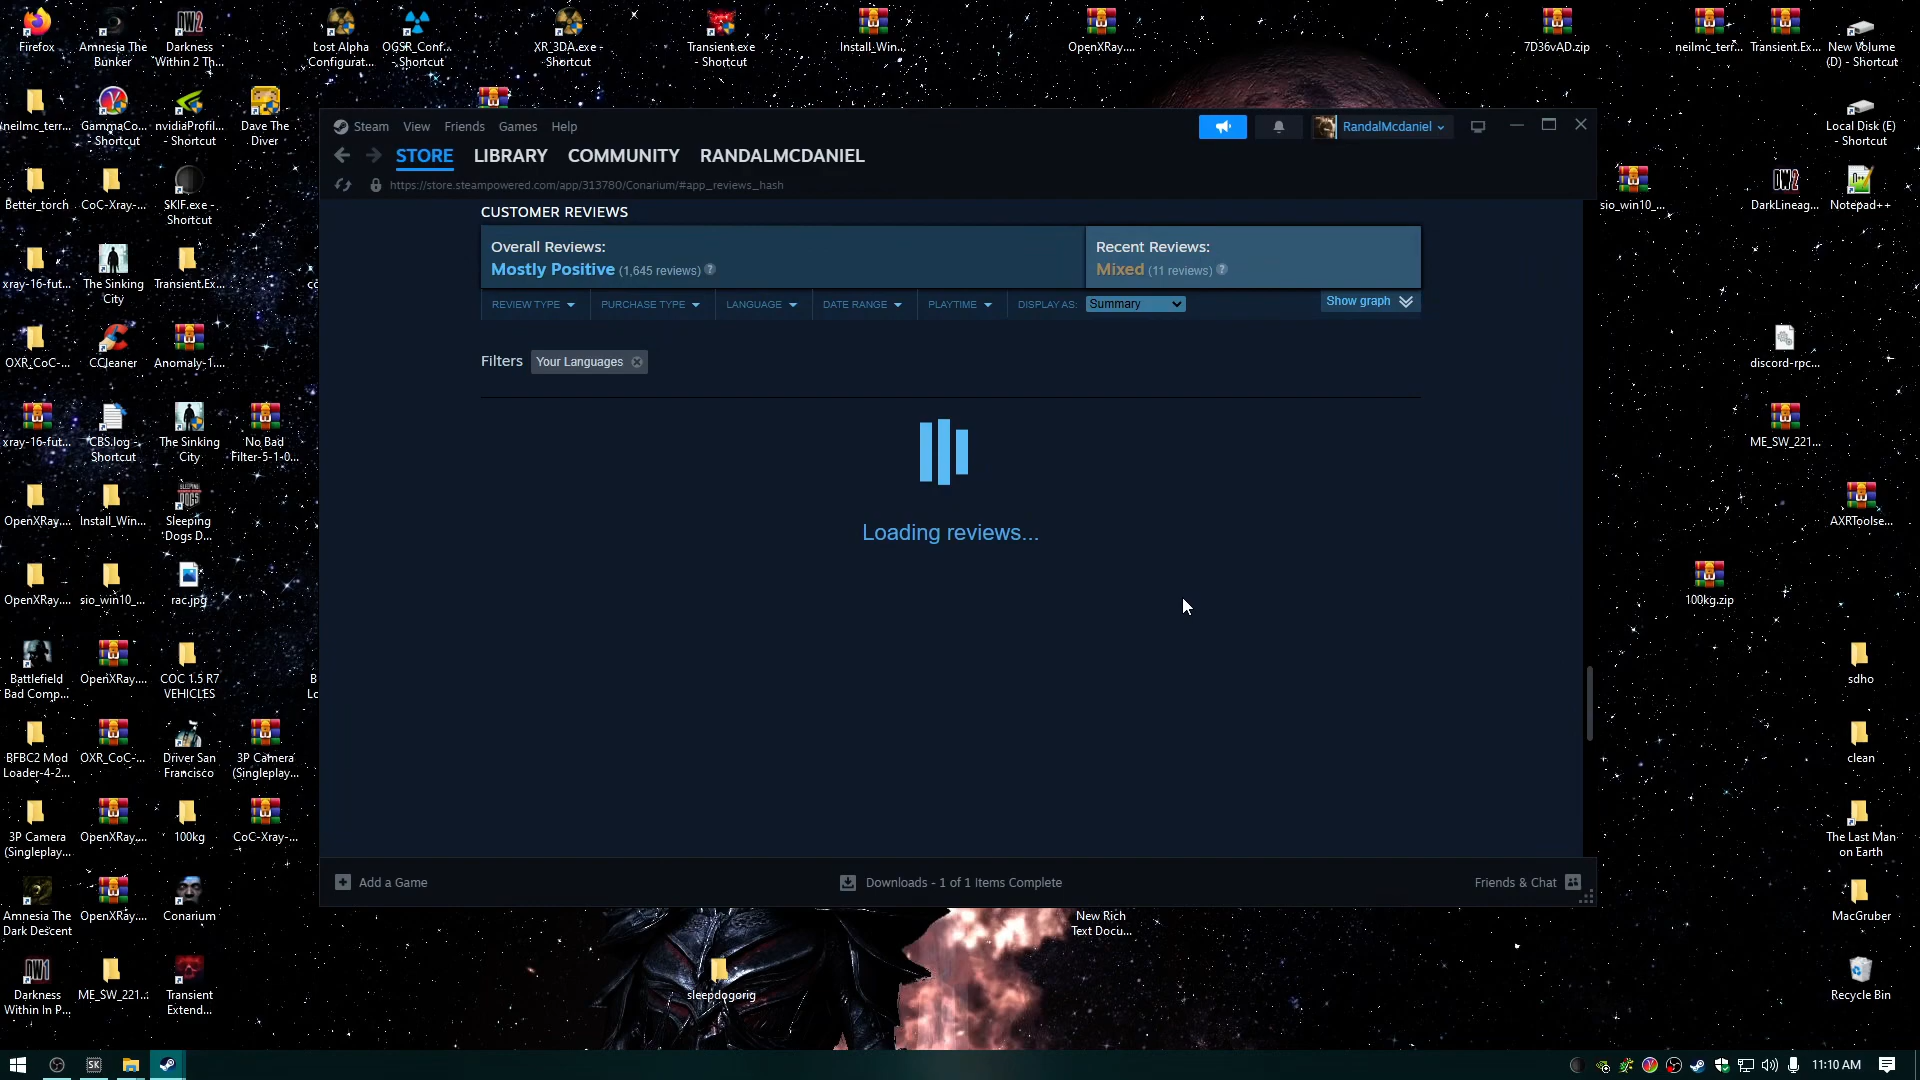 Firefox
Amnesia The
Bunker
Darkness
Within 2 Th...
Lost Alpha
Configurat...
OGSR_Conf...
- Shortcut
XR_3DA.exe -
Shortcut
Transient.exe
- Shortcut
Install_Win...
OpenXRay....
7D36vAD.zip
neilmc_terr...
Transient.Ex...
New Volume
(D) - Shortcut
neilmc_terr...
GammaCo...
- Shortcut
nvidiaProfil...
- Shortcut
Dave The
Diver
Local Disk (E)
- Shortcut
Better_torch
CoC-Xray-...
SKIF.exe -
Shortcut
sio_win10_...
DarkLineag...
Notepad++
xray-16-fut...
The Sinking
City
Transient.Ex...
OXR_CoC-...
CCleaner
Anomaly-1....
discord-rpc...
xray-16-fut...
CBS.log -
Shortcut
The Sinking
City
No Bad
Filter-5-1-0...
ME_SW_221...
OpenXRay....
Install_Win...
Sleeping
Dogs D...
AXRToolse...
OpenXRay....
sio_win10_...
rac.jpg
100kg.zip
Battlefield
Bad Comp...
OpenXRay....
COC 1.5 R7
VEHICLES
sdho
BFBC2 Mod
Loader-4-2...
OXR_CoC-...
Driver San
Francisco
3P Camera
(Singleplay...
clean
3P Camera
(Singleplay...
OpenXRay....
100kg
CoC-Xray-...
The Last Man
on Earth
Amnesia The
Dark Descent
OpenXRay....
Conarium
New Rich
Text Docu...
MacGruber
Darkness
Within In P...
ME_SW_221...
Transient
Extend...
sleepdogorig
Recycle Bin
Steam View Friends Games Help
RandalMcdaniel
STORE LIBRARY COMMUNITY RANDALMCDANIEL
https://store.steampowered.com/app/313780/Conarium/#app_reviews_hash
CUSTOMER REVIEWS
Overall Reviews:
Mostly Positive (1,645 reviews) ?
Recent Reviews:
Mixed (11 reviews) ?
REVIEW TYPE PURCHASE TYPE LANGUAGE DATE RANGE PLAYTIME DISPLAY AS: Summary
Show graph
Filters Your Languages
Loading reviews...
Add a Game
Downloads - 1 of 1 Items Complete
Friends & Chat
SK
11:10 AM